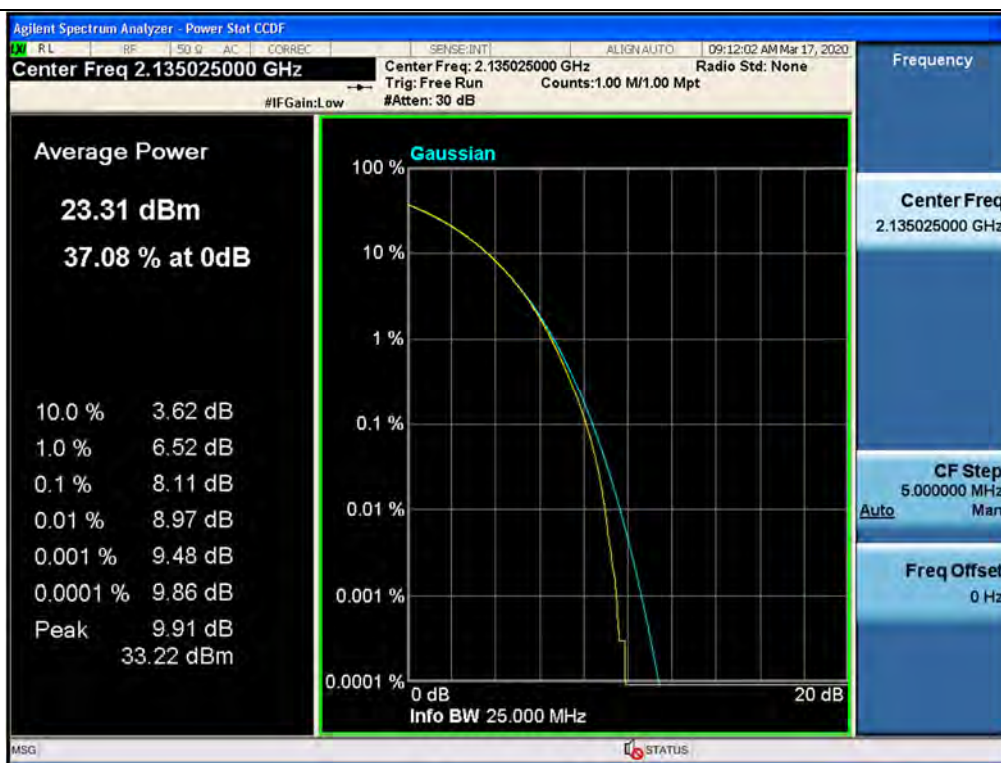 Agilent Spectrum Analyzer - Power Stat CCDF
LXI RL RF 50 Ω AC CORREC SENSE:INT ALIGN AUTO 09:12:02 AM Mar 17, 2020
Center Freq 2.135025000 GHz
Center Freq: 2.135025000 GHz Radio Std: None
Trig: Free Run Counts:1.00 M/1.00 Mpt
#IFGain:Low #Atten: 30 dB
Frequency
Average Power
23.31 dBm
37.08 % at 0dB
10.0 % 3.62 dB
1.0 % 6.52 dB
0.1 % 8.11 dB
0.01 % 8.97 dB
0.001 % 9.48 dB
0.0001 % 9.86 dB
Peak 9.91 dB
33.22 dBm
Gaussian
100 %
10 %
1 %
0.1 %
0.01 %
0.001 %
0.0001 %
0 dB 20 dB
Info BW 25.000 MHz
Center Freq
2.135025000 GHz
CF Step
5.000000 MHz
Auto Man
Freq Offset
0 Hz
MSG STATUS